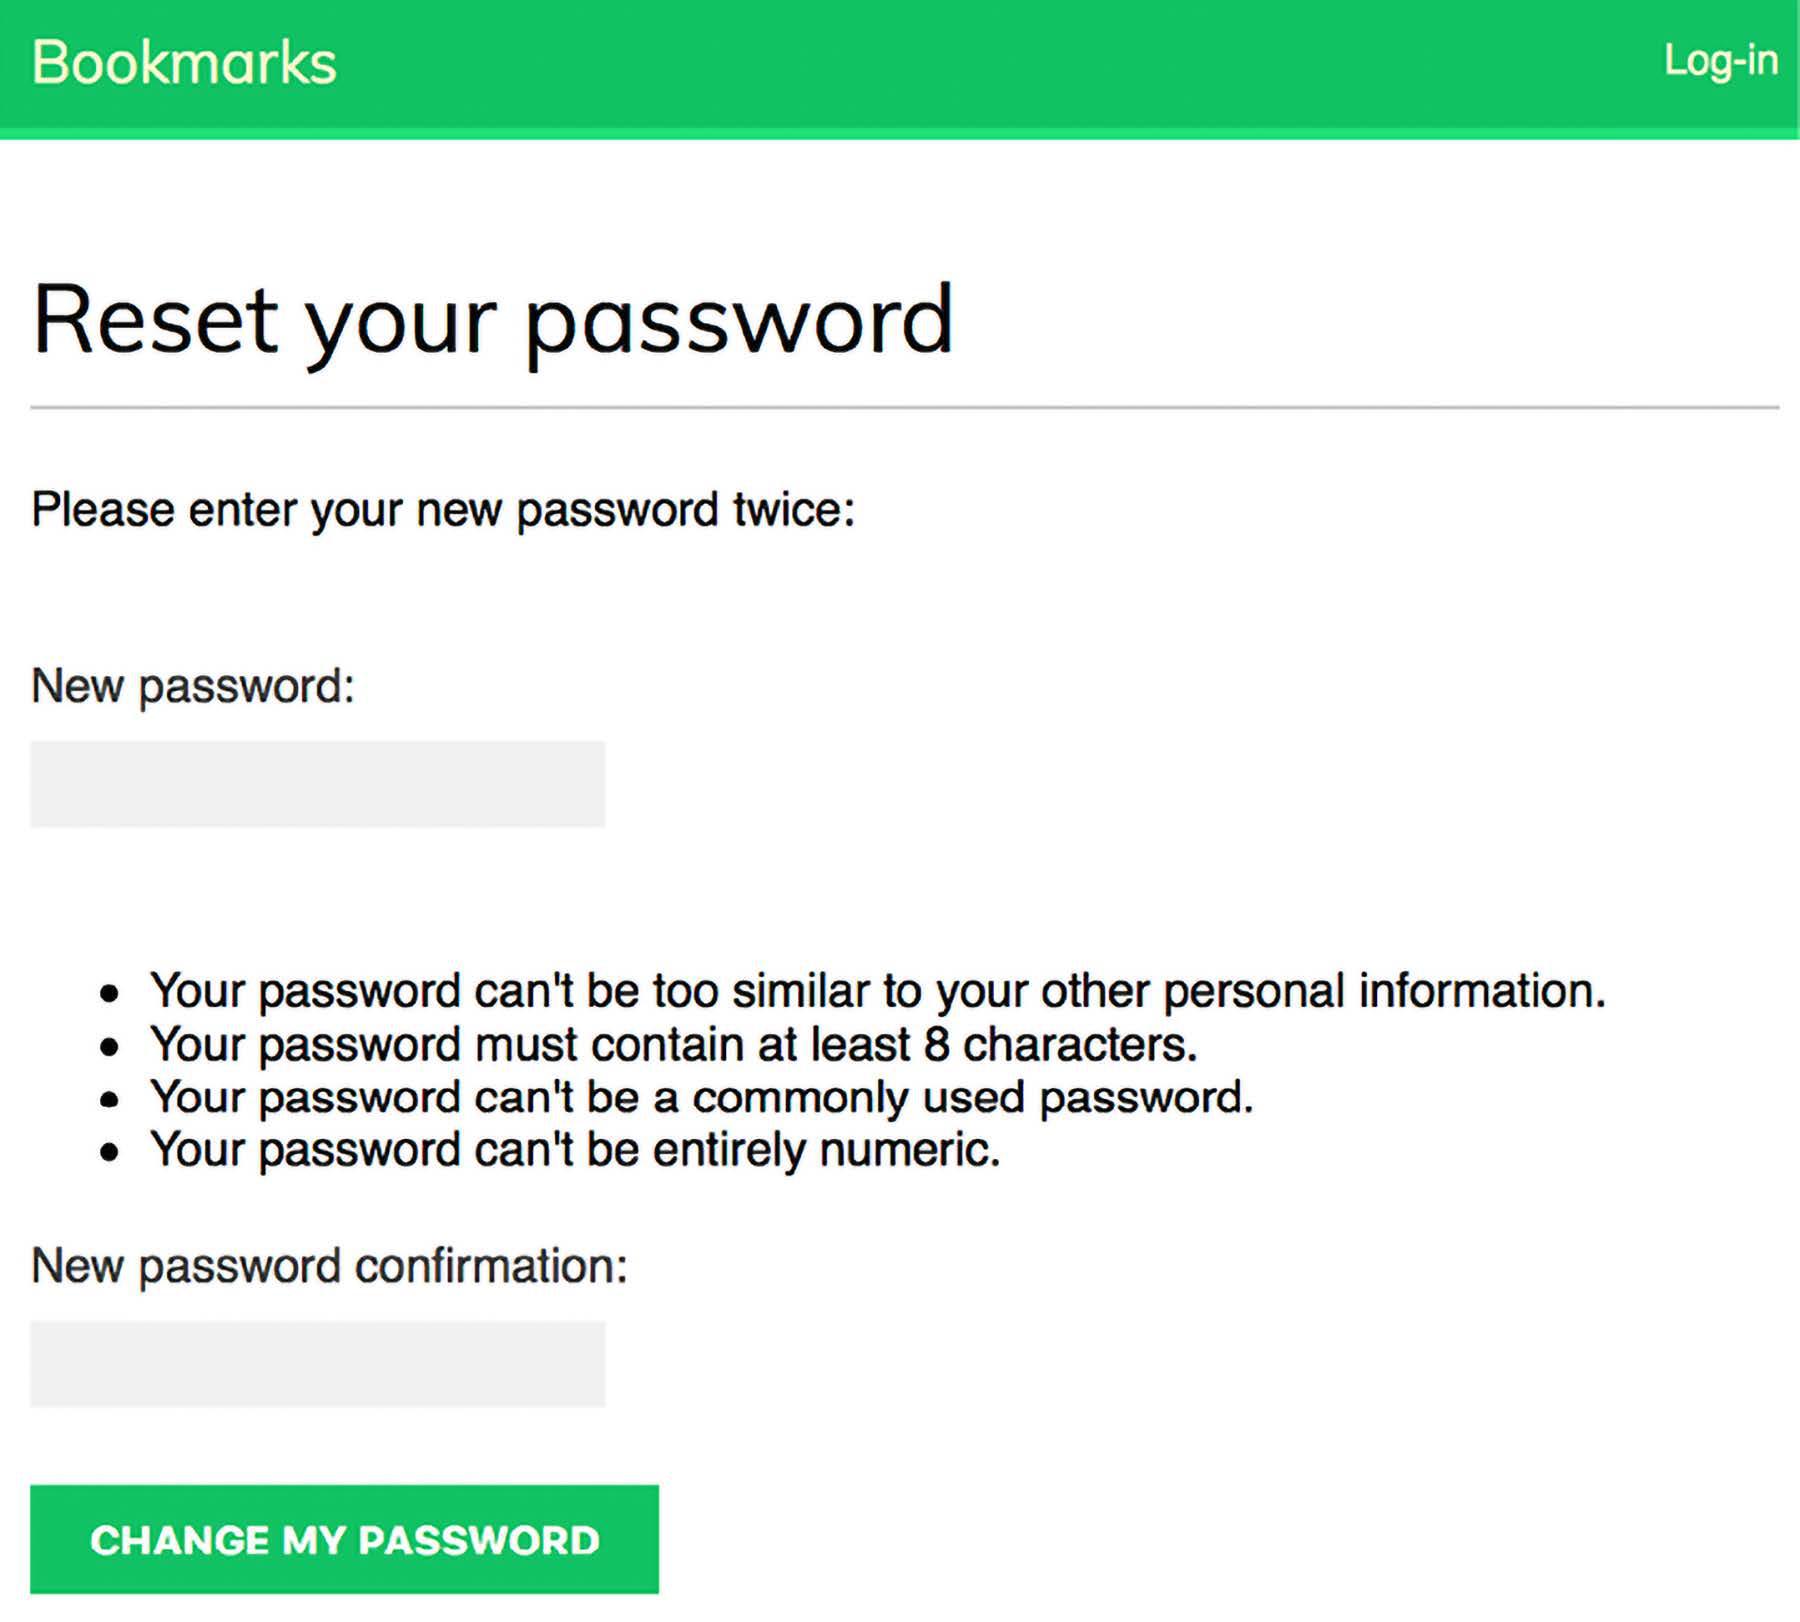 Bookmarks
Log-in
Reset your password
Please enter your new password twice:
New password:
Your password can't be too similar to your other personal information.
Your password must contain at least 8 characters.
Your password can't be a commonly used password.
Your password can't be entirely numeric.
New password confirmation:
CHANGE MY PASSWORD